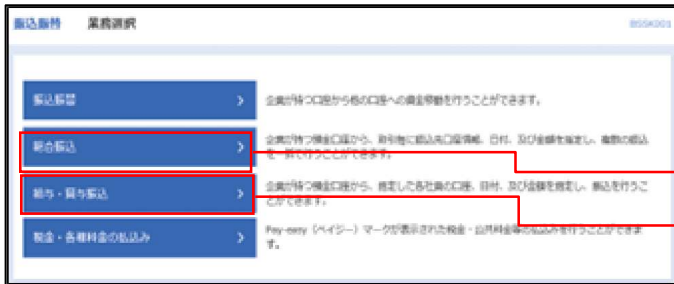 振込振替 業務選択 BSSK001
振込振替 > 企業が持つ口座から他の口座への資金移動を行うことができます。
総合振込 > 企業が持つ預金口座から、取引毎に振込先口座情報、日付、及び金額を指定し、複数の振込
を一括で行うことができます。
給与・賞与振込 > 企業が持つ預金口座から、指定した各社員の口座、日付、及び金額を指定し、振込を行うこ
とができます。
税金・各種料金の払込み > Pay-easy（ペイジー）マークが表示された税金・公共料金等の払込みを行うことができま
す。